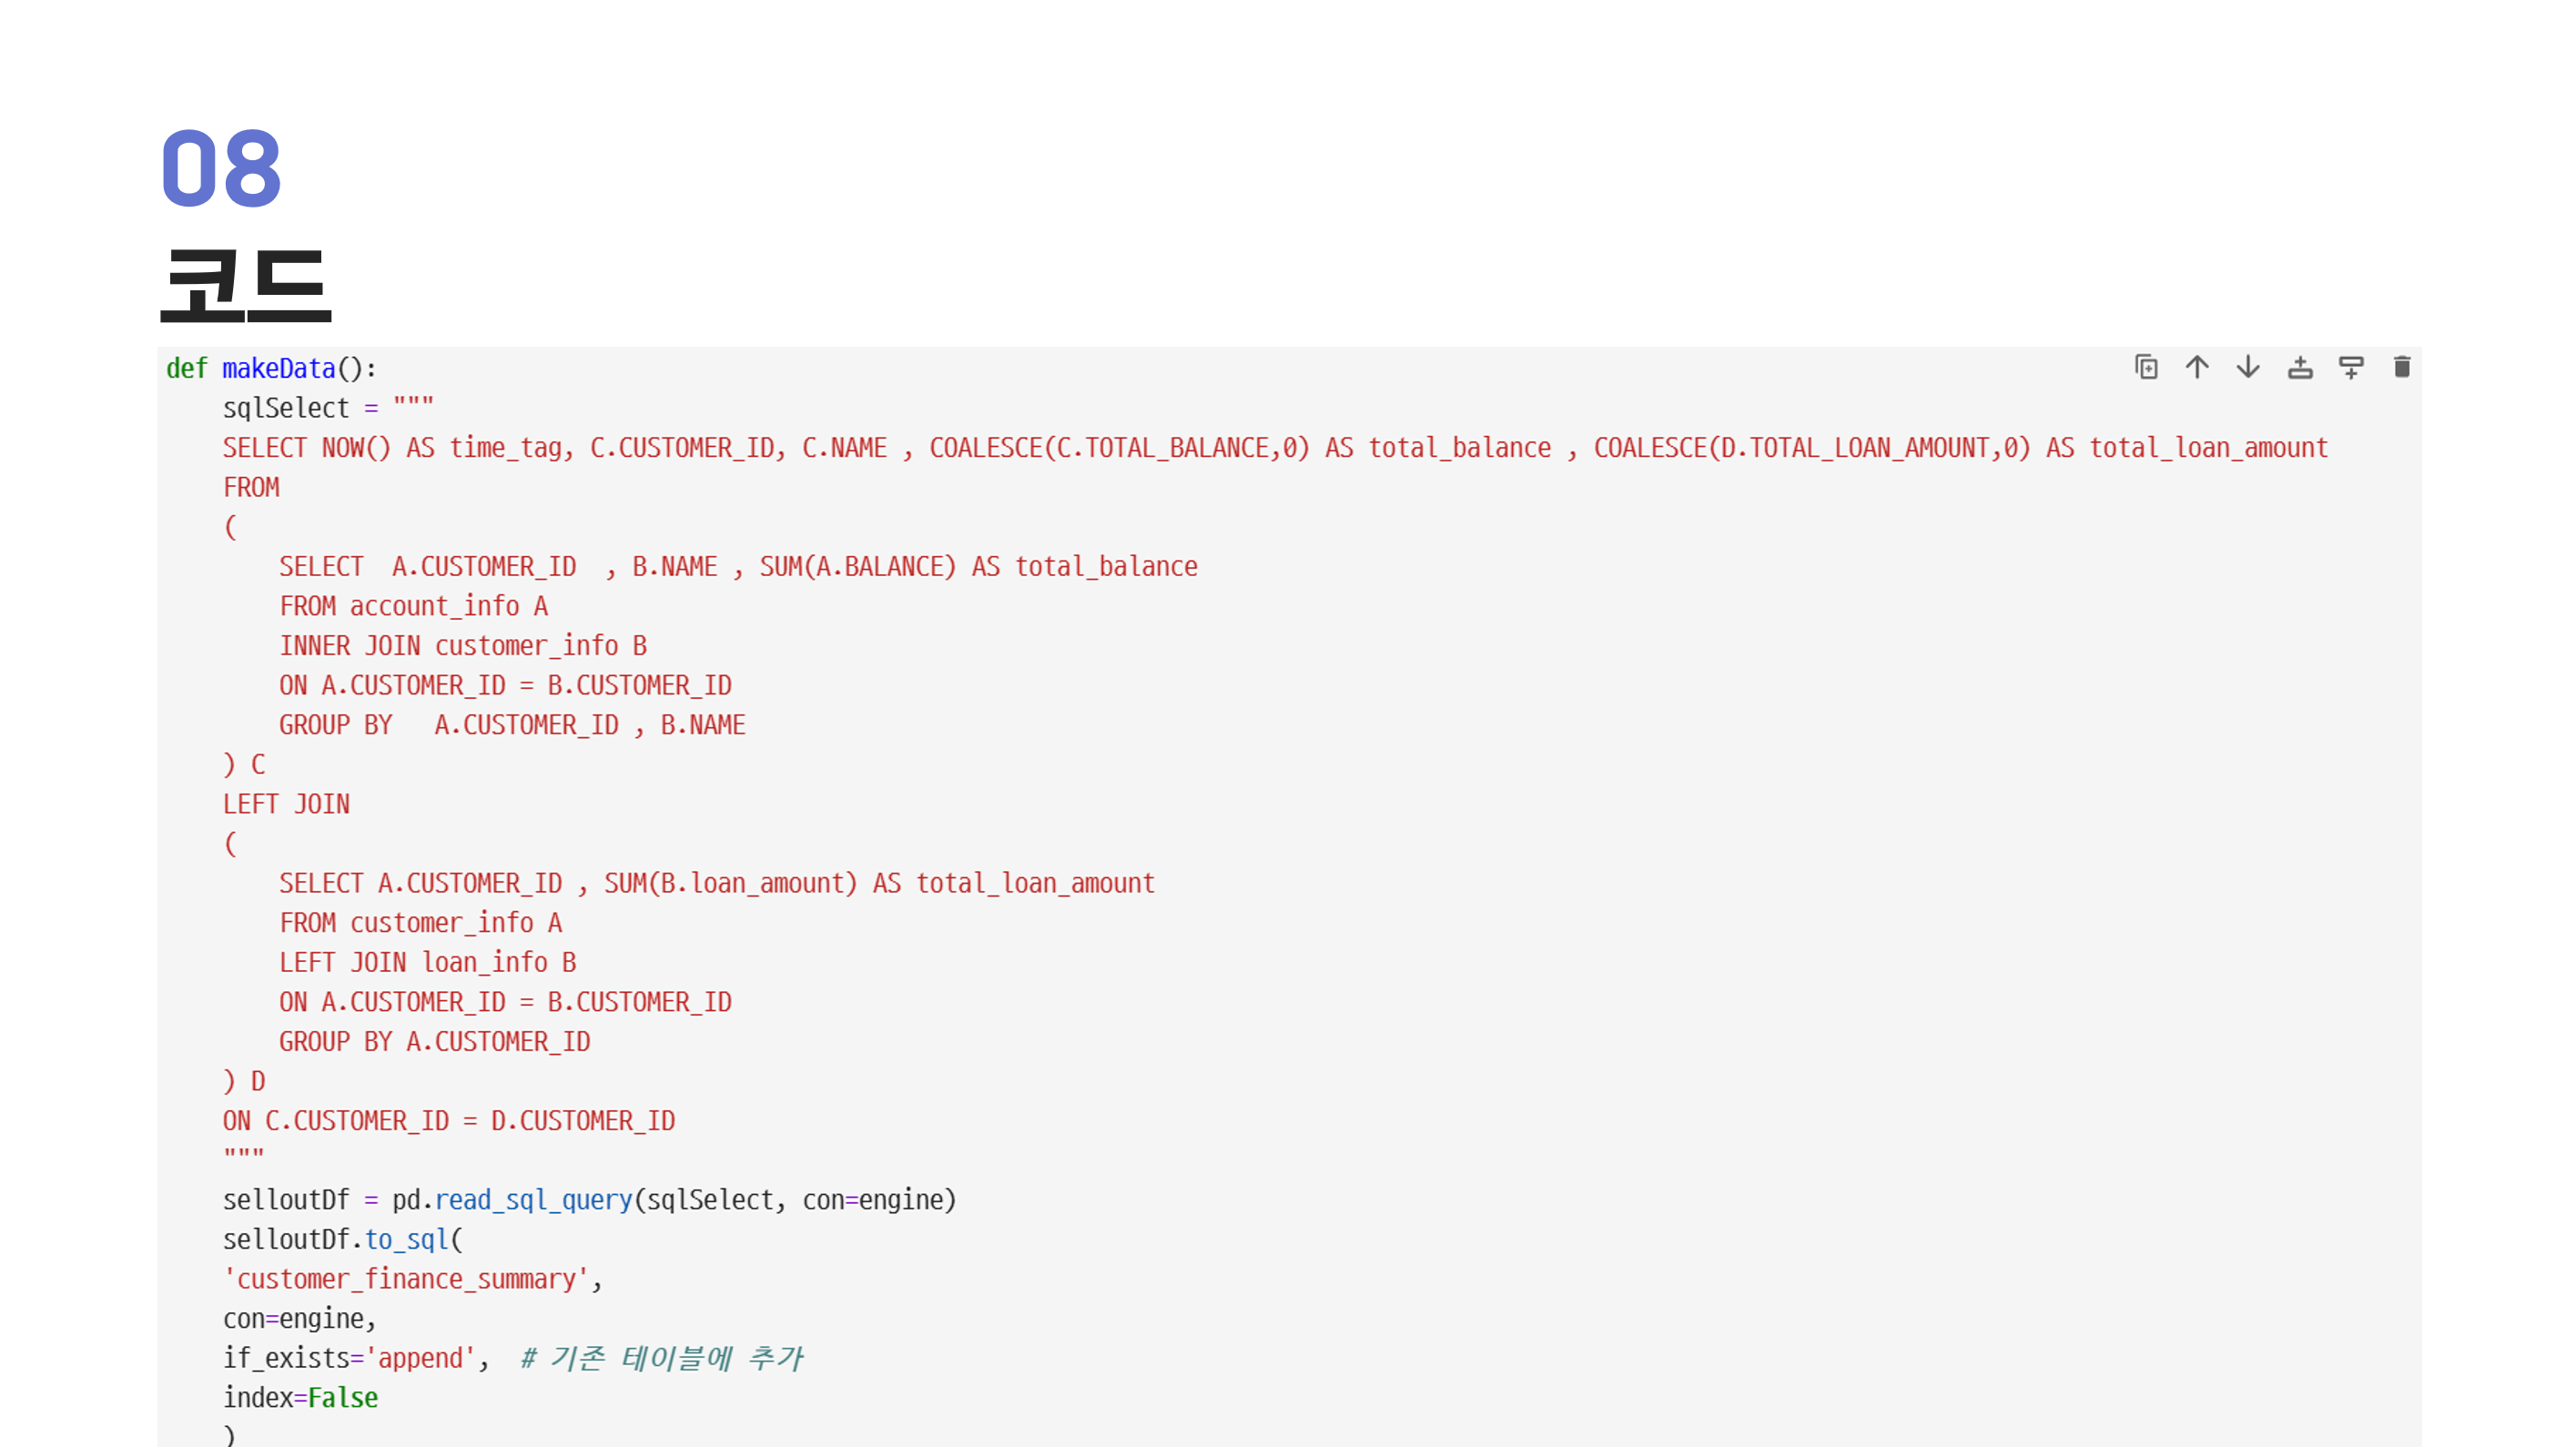 08
코드
def makeData():
    sqlSelect = """
    SELECT NOW() AS time_tag, C.CUSTOMER_ID, C.NAME , COALESCE(C.TOTAL_BALANCE,0) AS total_balance , COALESCE(D.TOTAL_LOAN_AMOUNT,0) AS total_loan_amount
    FROM
    (
        SELECT  A.CUSTOMER_ID  , B.NAME , SUM(A.BALANCE) AS total_balance
        FROM account_info A
        INNER JOIN customer_info B
        ON A.CUSTOMER_ID = B.CUSTOMER_ID
        GROUP BY   A.CUSTOMER_ID , B.NAME
    ) C
    LEFT JOIN
    (
        SELECT A.CUSTOMER_ID , SUM(B.loan_amount) AS total_loan_amount
        FROM customer_info A
        LEFT JOIN loan_info B
        ON A.CUSTOMER_ID = B.CUSTOMER_ID
        GROUP BY A.CUSTOMER_ID
    ) D
    ON C.CUSTOMER_ID = D.CUSTOMER_ID
    """
    selloutDf = pd.read_sql_query(sqlSelect, con=engine)
    selloutDf.to_sql(
    'customer_finance_summary',
    con=engine,
    if_exists='append',  # 기존 테이블에 추가
    index=False
    )